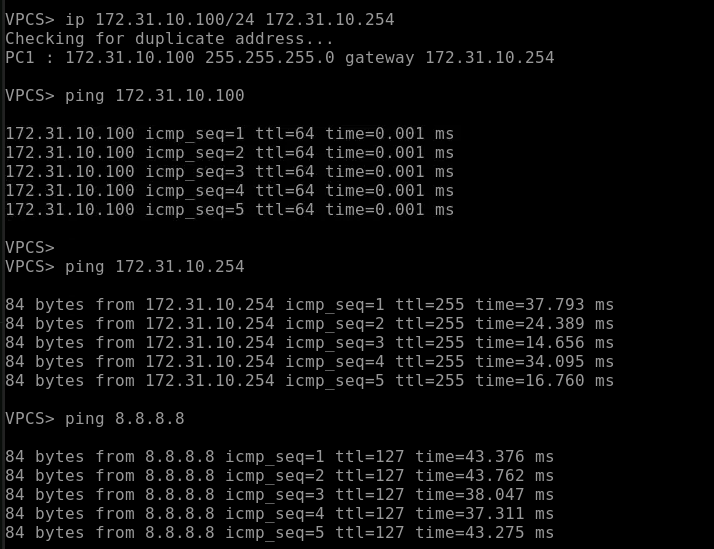 VPCS> ip 172.31.10.100/24 172.31.10.254
Checking for duplicate address...
PC1 : 172.31.10.100 255.255.255.0 gateway 172.31.10.254
VPCS> ping 172.31.10.100
172.31.10.100 icmp_seq=1 ttl=64 time=0.001 ms
172.31.10.100 icmp_seq=2 ttl=64 time=0.001 ms
172.31.10.100 icmp_seq=3 ttl=64 time=0.001 ms
172.31.10.100 icmp_seq=4 ttl=64 time=0.001 ms
172.31.10.100 icmp_seq=5 ttl=64 time=0.001 ms
VPCS>
VPCS> ping 172.31.10.254
84 bytes from 172.31.10.254 icmp_seq=1 ttl=255 time=37.793 ms
84 bytes from 172.31.10.254 icmp_seq=2 ttl=255 time=24.389 ms
84 bytes from 172.31.10.254 icmp_seq=3 ttl=255 time=14.656 ms
84 bytes from 172.31.10.254 icmp_seq=4 ttl=255 time=34.095 ms
84 bytes from 172.31.10.254 icmp_seq=5 ttl=255 time=16.760 ms
VPCS> ping 8.8.8.8
84 bytes from 8.8.8.8 icmp_seq=1 ttl=127 time=43.376 ms
84 bytes from 8.8.8.8 icmp_seq=2 ttl=127 time=43.762 ms
84 bytes from 8.8.8.8 icmp_seq=3 ttl=127 time=38.047 ms
84 bytes from 8.8.8.8 icmp_seq=4 ttl=127 time=37.311 ms
84 bytes from 8.8.8.8 icmp_seq=5 ttl=127 time=43.275 ms